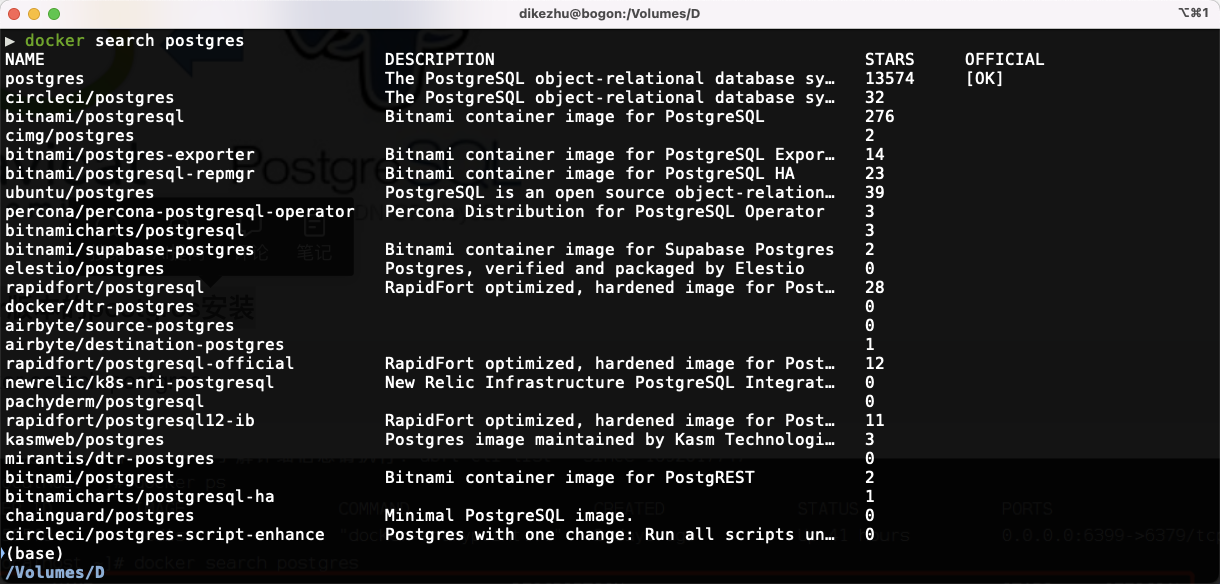 dikezhu@bogon:/Volumes/D
⌥⌘1
▶ docker search postgres
NAME DESCRIPTION STARS OFFICIAL
postgres The PostgreSQL object-relational database sy… 13574 [OK]
circleci/postgres The PostgreSQL object-relational database sy… 32
bitnami/postgresql Bitnami container image for PostgreSQL 276
cimg/postgres 2
bitnami/postgres-exporter Bitnami container image for PostgreSQL Expor… 14
bitnami/postgresql-repmgr Bitnami container image for PostgreSQL HA 23
ubuntu/postgres PostgreSQL is an open source object-relation… 39
percona/percona-postgresql-operator Percona Distribution for PostgreSQL Operator 3
bitnamicharts/postgresql 3
bitnami/supabase-postgres Bitnami container image for Supabase Postgres 2
elestio/postgres Postgres, verified and packaged by Elestio 0
rapidfort/postgresql RapidFort optimized, hardened image for Post… 28
docker/dtr-postgres 0
airbyte/source-postgres 0
airbyte/destination-postgres 1
rapidfort/postgresql-official RapidFort optimized, hardened image for Post… 12
newrelic/k8s-nri-postgresql New Relic Infrastructure PostgreSQL Integrat… 0
pachyderm/postgresql 0
rapidfort/postgresql12-ib RapidFort optimized, hardened image for Post… 11
kasmweb/postgres Postgres image maintained by Kasm Technologi… 3
mirantis/dtr-postgres 0
bitnami/postgrest Bitnami container image for PostgREST 2
bitnamicharts/postgresql-ha 1
chainguard/postgres Minimal PostgreSQL image. 0
circleci/postgres-script-enhance Postgres with one change: Run all scripts un… 0
(base)
/Volumes/D